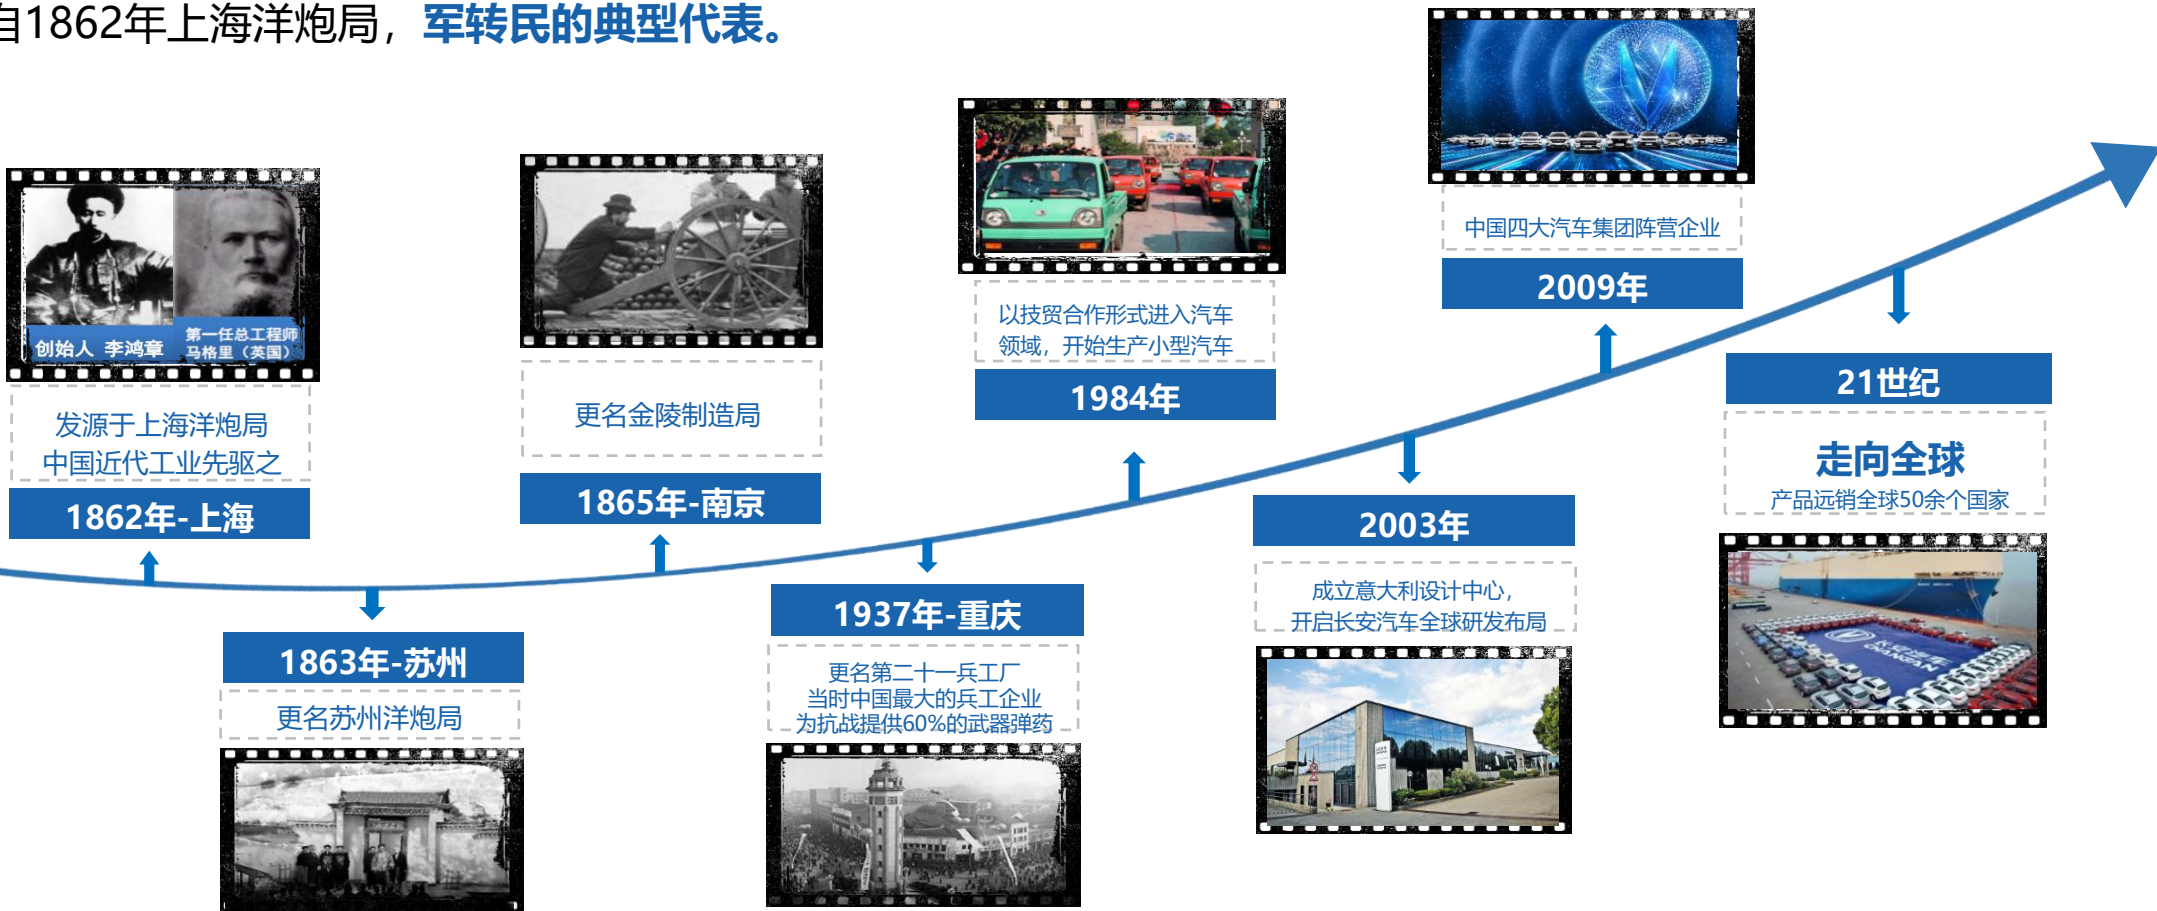 自1862年上海洋炮局，军转民的典型代表。
创始人 李鸿章
第一任总工程师
马格里（英国）
发源于上海洋炮局
中国近代工业先驱之
1862年-上海
1863年-苏州
更名苏州洋炮局
更名金陵制造局
1865年-南京
1937年-重庆
更名第二十一兵工厂
当时中国最大的兵工企业
为抗战提供60%的武器弹药
以技贸合作形式进入汽车
领域，开始生产小型汽车
1984年
2003年
成立意大利设计中心，
开启长安汽车全球研发布局
中国四大汽车集团阵营企业
2009年
21世纪
走向全球
产品远销全球50余个国家
长安汽车
CHANGAN